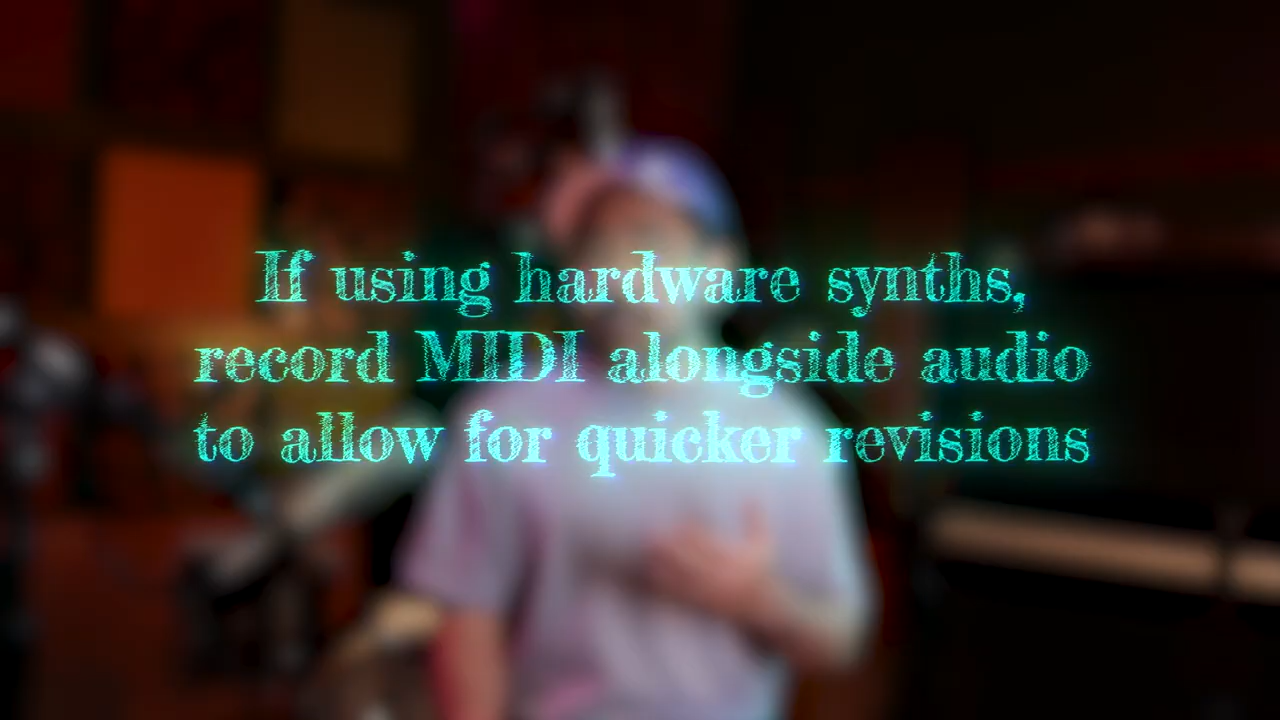 If using hardware synths,
record MIDI alongside audio
to allow for quicker revisions